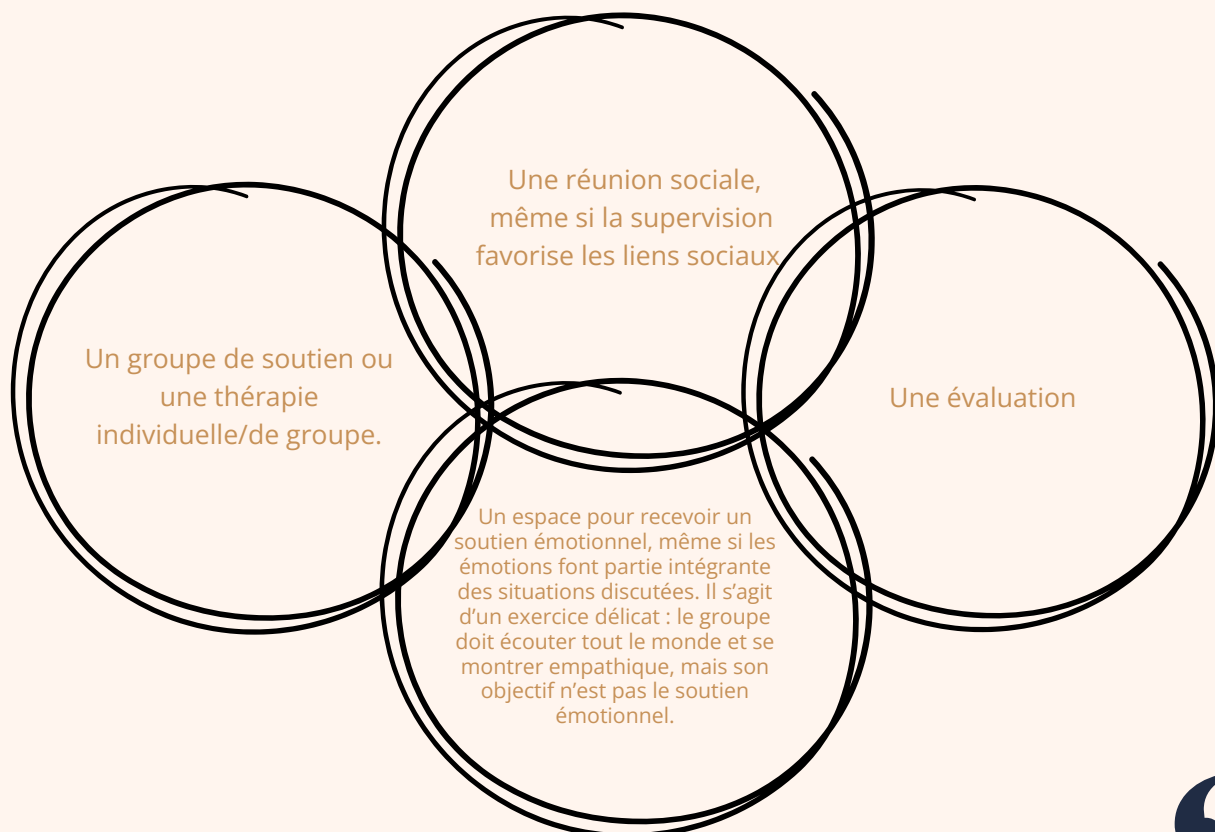 Une réunion sociale,
même si la supervision
favorise les liens sociaux
Un groupe de soutien ou
une thérapie
individuelle/de groupe.
Une évaluation
Un espace pour recevoir un
soutien émotionnel, même si les
émotions font partie intégrante
des situations discutées. Il s’agit
d’un exercice délicat : le groupe
doit écouter tout le monde et se
montrer empathique, mais son
objectif n’est pas le soutien
émotionnel.